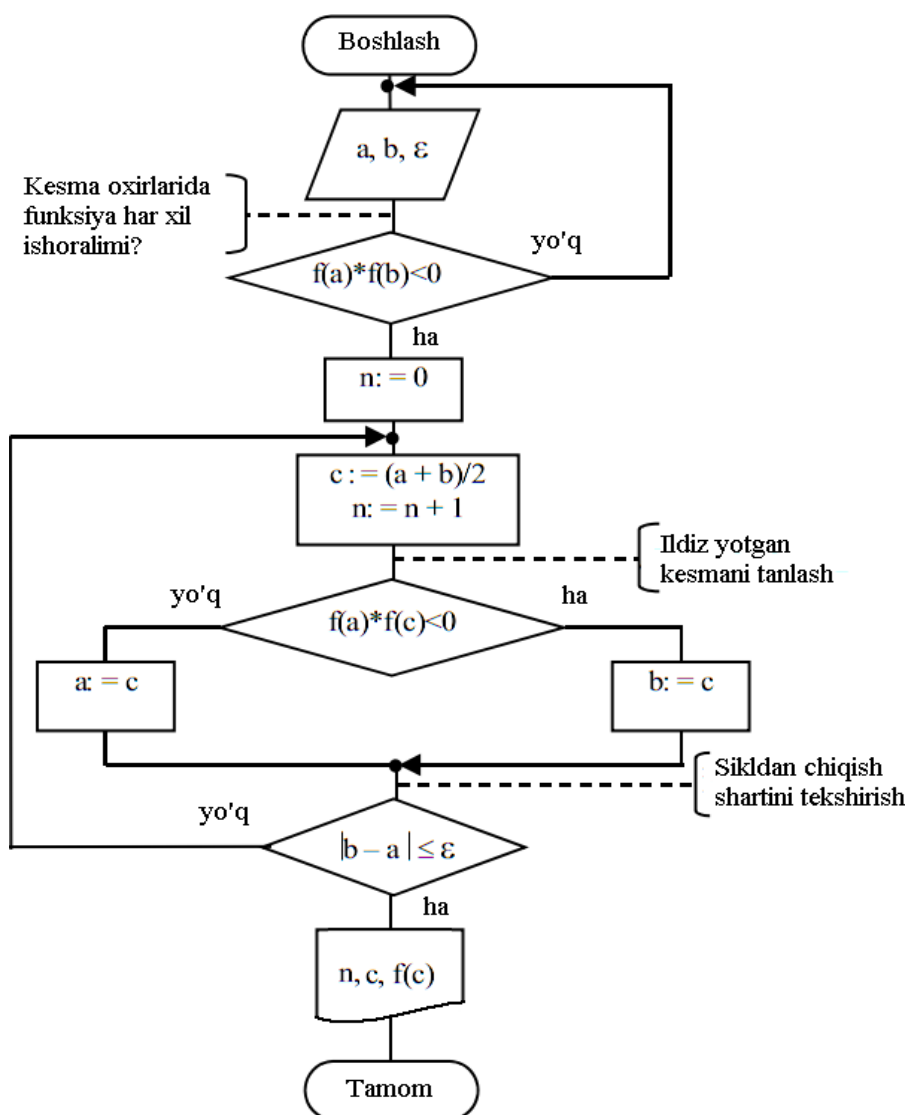 Boshlash
a, b, ε
Kesma oxirlarida
funksiya har xil
ishoralimi?
yo'q
f(a)*f(b)<0
ha
n: = 0
c : = (a + b)/2
n: = n + 1
Ildiz yotgan
kesmani tanlash
yo'q
ha
f(a)*f(c)<0
a: = c
b: = c
Sikldan chiqish
shartini tekshirish
yo'q
|b – a | ≤ ε
ha
n, c, f(c)
Tamom